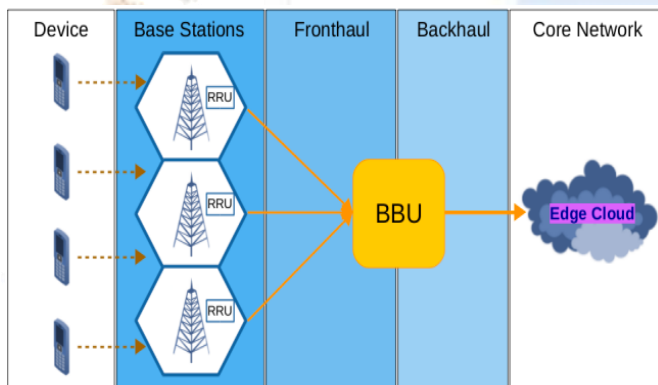 Device
Base Stations
Fronthaul
Backhaul
Core Network
RRU
RRU
RRU
BBU
Edge Cloud